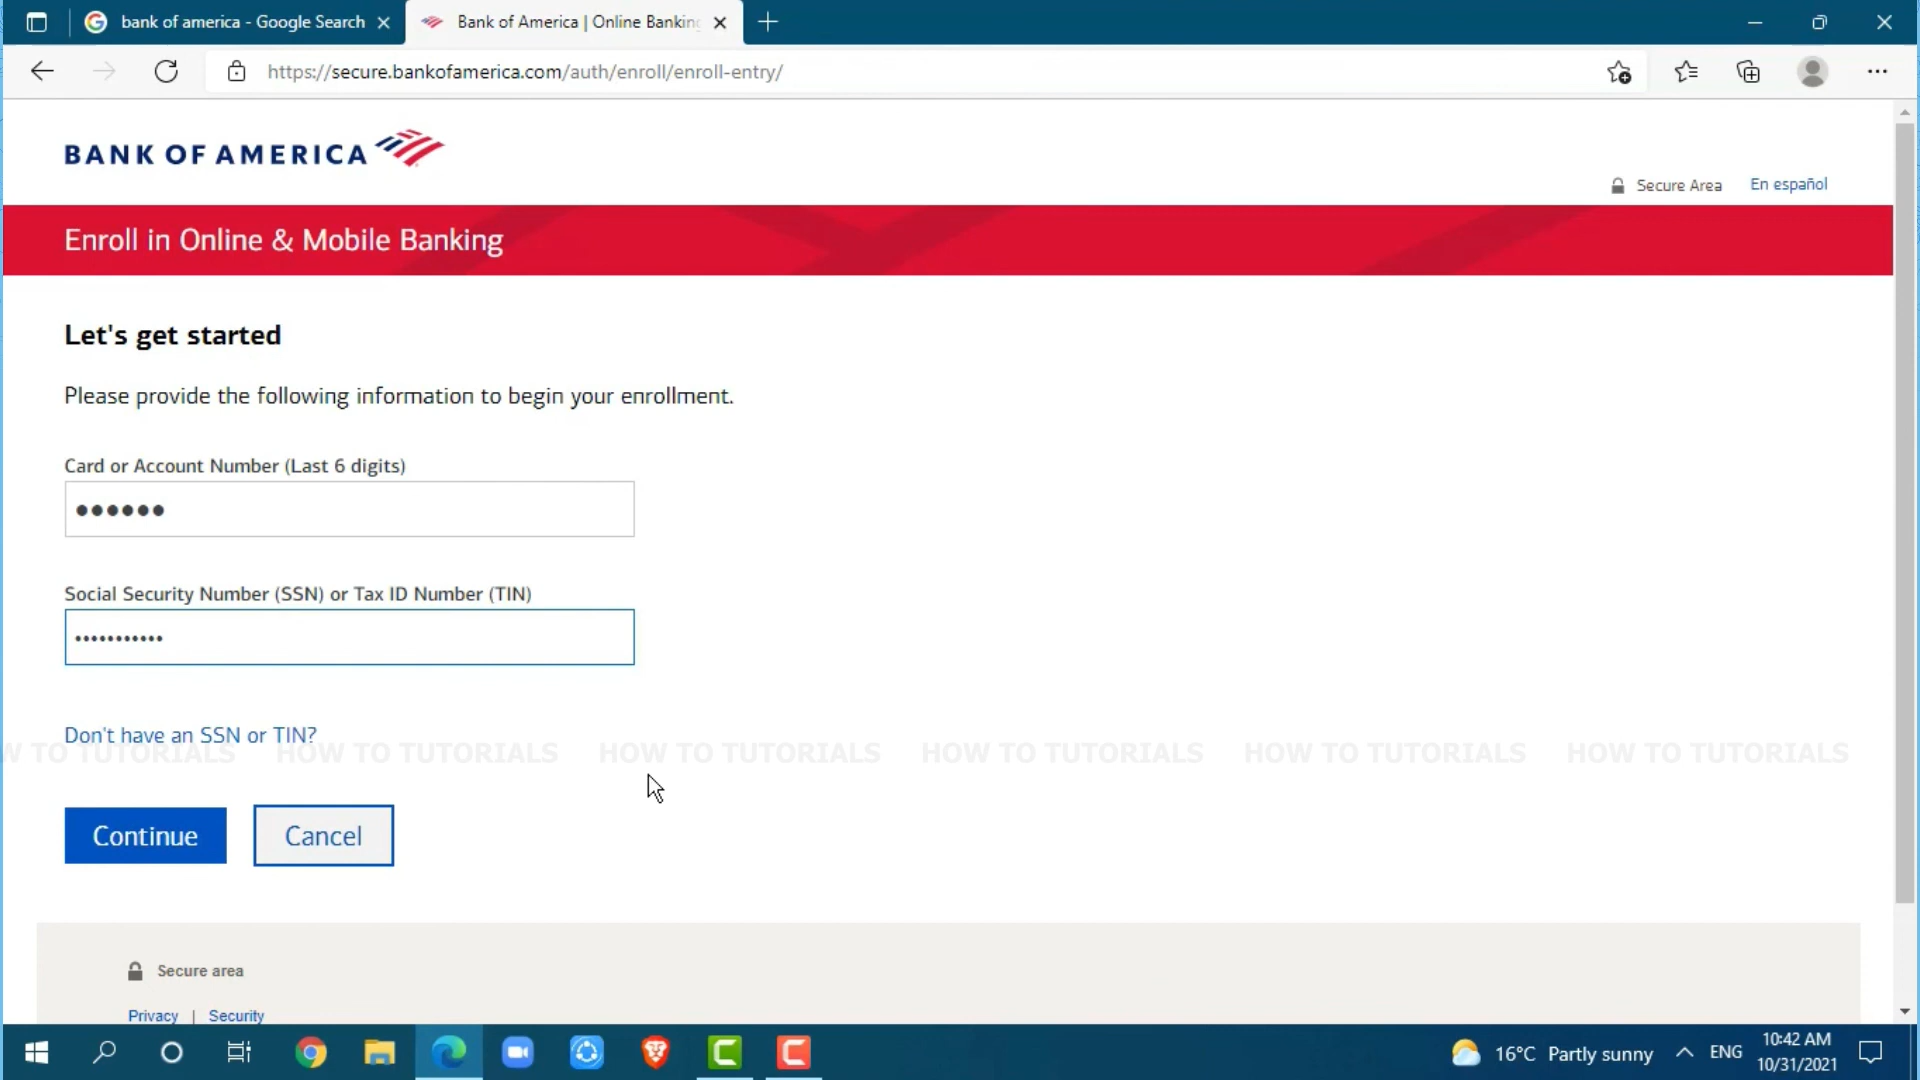 bank of america - Google Search
Bank of America | Online Banking
https://secure.bankofamerica.com/auth/enroll/enroll-entry/
BANK OF AMERICA
Secure Area
En español
Enroll in Online & Mobile Banking
Let's get started
Please provide the following information to begin your enrollment.
Card or Account Number (Last 6 digits)
••••••
Social Security Number (SSN) or Tax ID Number (TIN)
•••••••••••
Don't have an SSN or TIN?
W TO TUTORIALS HOW TO TUTORIALS HOW TO TUTORIALS HOW TO TUTORIALS HOW TO TUTORIALS HOW TO TUTORIALS
Continue
Cancel
Secure area
Privacy | Security
16°C Partly sunny
ENG
10:42 AM
10/31/2021